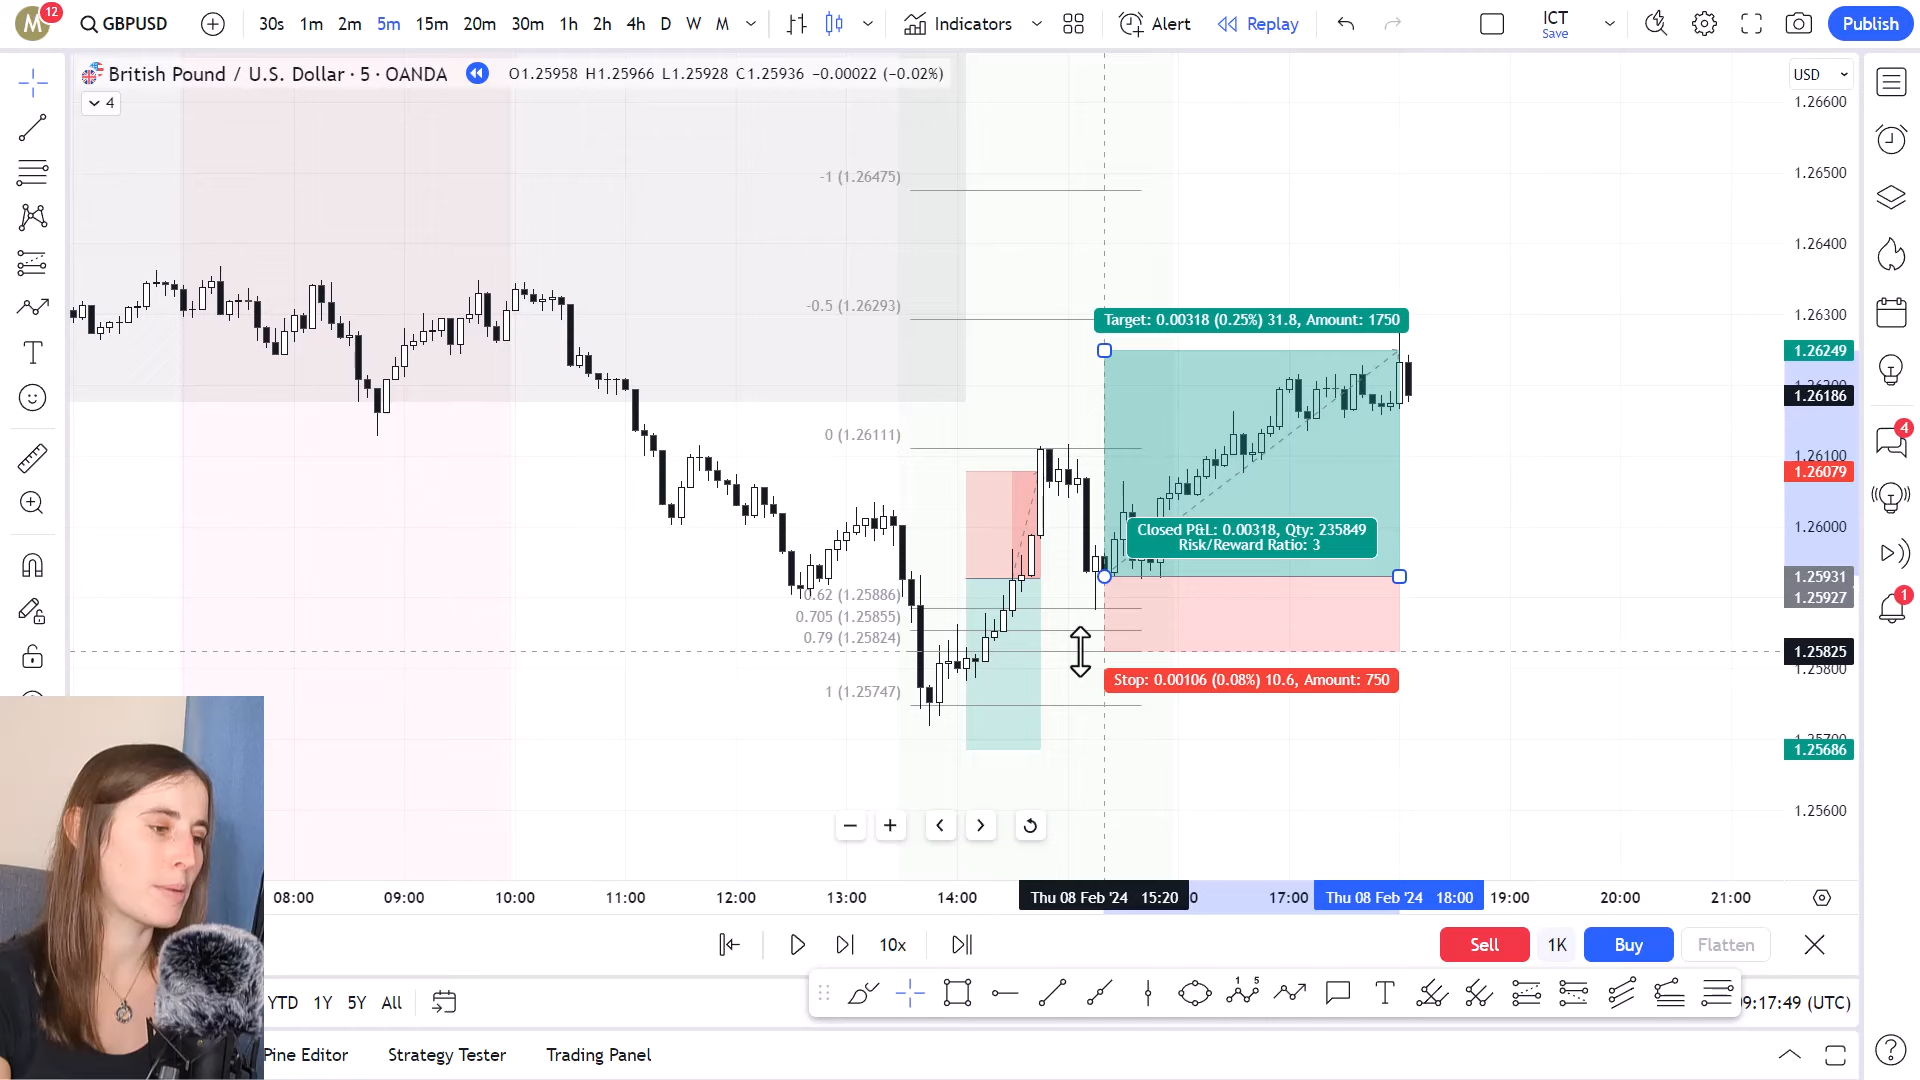 M 12 GBPUSD 30s 1m 2m 5m 15m 20m 30m 1h 2h 4h D W M Indicators Alert Replay ICT Save Publish
British Pound / U.S. Dollar · 5 · OANDA O1.25958 H1.25966 L1.25928 C1.25936 −0.00022 (−0.02%) USD
4
1.26600
1.26500
-1 (1.26475)
1.26400
-0.5 (1.26293)
1.26300
Target: 0.00318 (0.25%) 31.8, Amount: 1750
1.26249
1.26186
0 (1.26111)
1.26100
1.26079
4
Closed P&L: 0.00318, Qty: 235849
Risk/Reward Ratio: 3
1.26000
1.25931
1.25927
1
0.62 (1.25886)
0.705 (1.25855)
0.79 (1.25824)
1.25825
1.25800
Stop: 0.00106 (0.08%) 10.6, Amount: 750
1 (1.25747)
1.25686
1.25600
08:00 09:00 10:00 11:00 12:00 13:00 14:00 Thu 08 Feb '24 15:20 17:00 Thu 08 Feb '24 18:00 19:00 20:00 21:00
10x Sell 1K Buy Flatten
YTD 1Y 5Y All 1 5 T 09:17:49 (UTC)
Pine Editor Strategy Tester Trading Panel